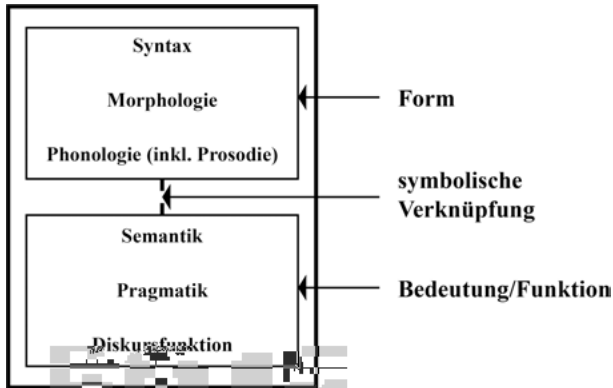 Syntax
Morphologie
Phonologie (inkl. Prosodie)
Form
symbolische
Verknüpfung
Semantik
Pragmatik
Diskursfunktion
Bedeutung/Funktion